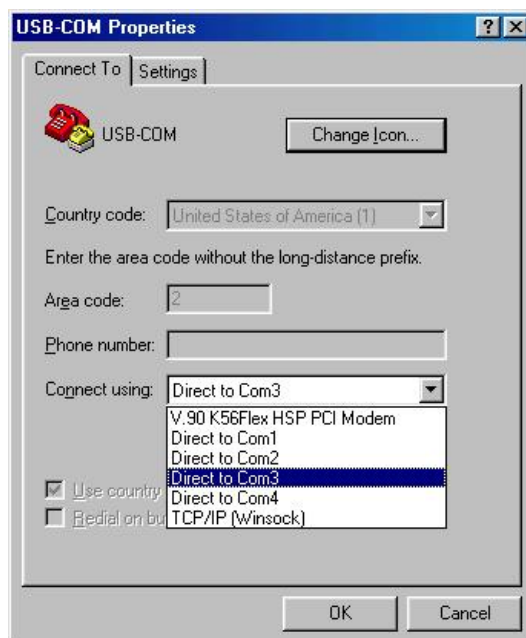 USB-COM Properties
Connect To Settings
USB-COM Change Icon...
Country code: United States of America (1)
Enter the area code without the long-distance prefix.
Area code: 2
Phone number:
Connect using: Direct to Com3
V.90 K56Flex HSP PCI Modem
Direct to Com1
Direct to Com2
Direct to Com3
Use country
Direct to Com4
Redial on bu
TCP/IP (Winsock)
OK Cancel